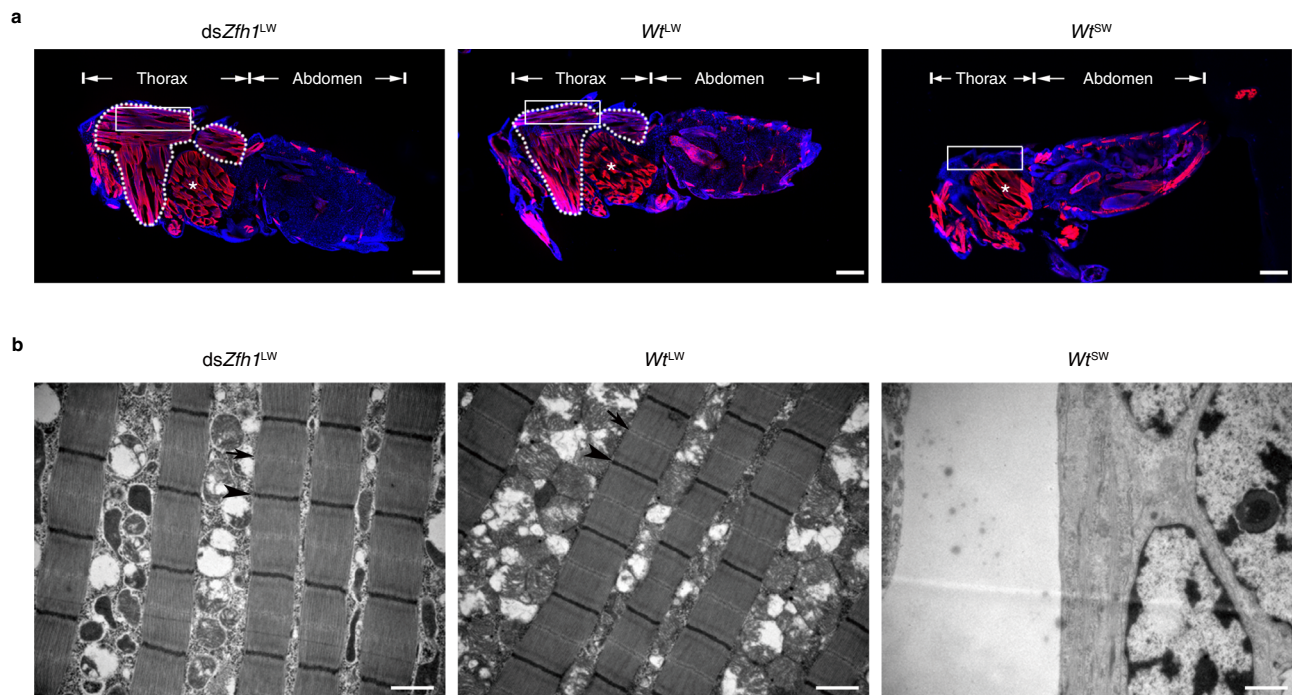 a
dsZfh1ᴸᵂ Wtᴸᵂ Wtˢᵂ
Thorax Abdomen Thorax Abdomen Thorax Abdomen
* * *
b
dsZfh1ᴸᵂ Wtᴸᵂ Wtˢᵂ